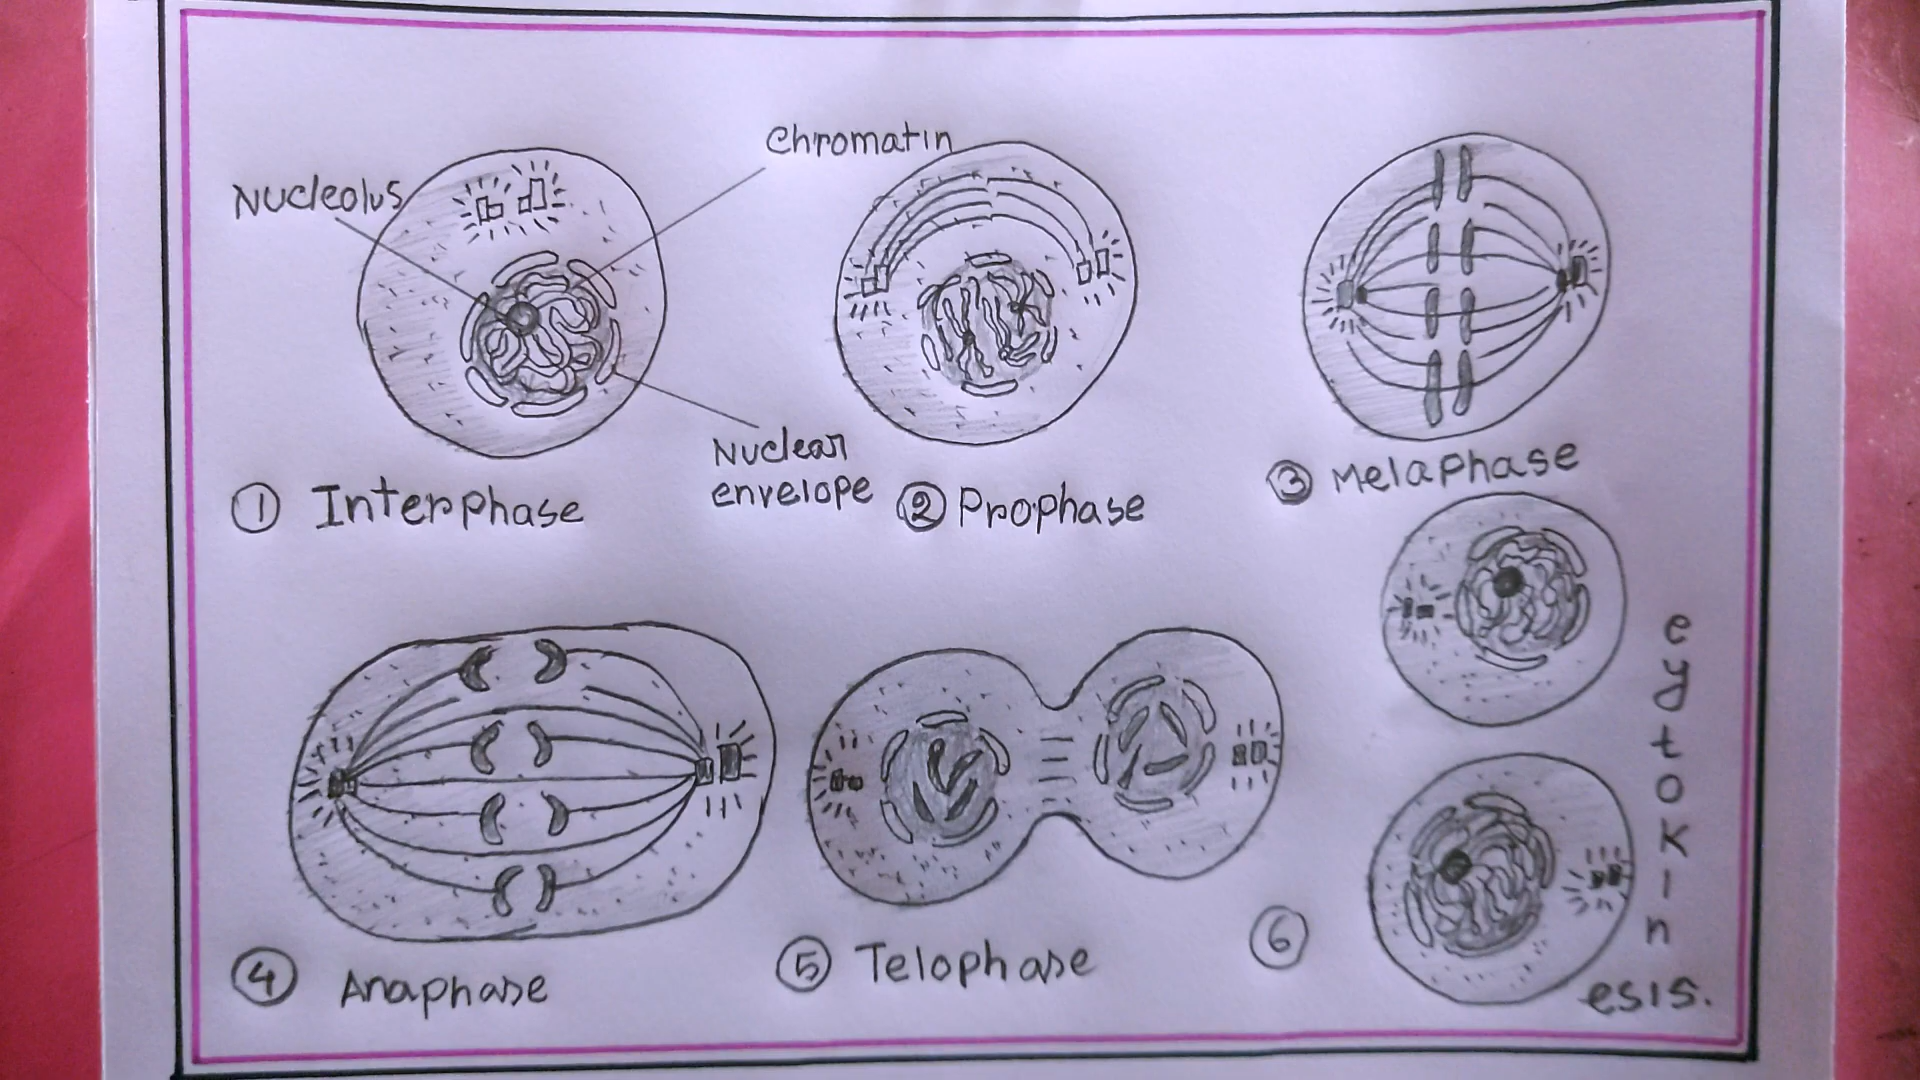 Chromatin
Nucleolus
Nuclear
envelope
① Interphase
② Prophase
③ Melaphase
④ Anaphase
⑤ Telophase
⑥
cytokin
esis.